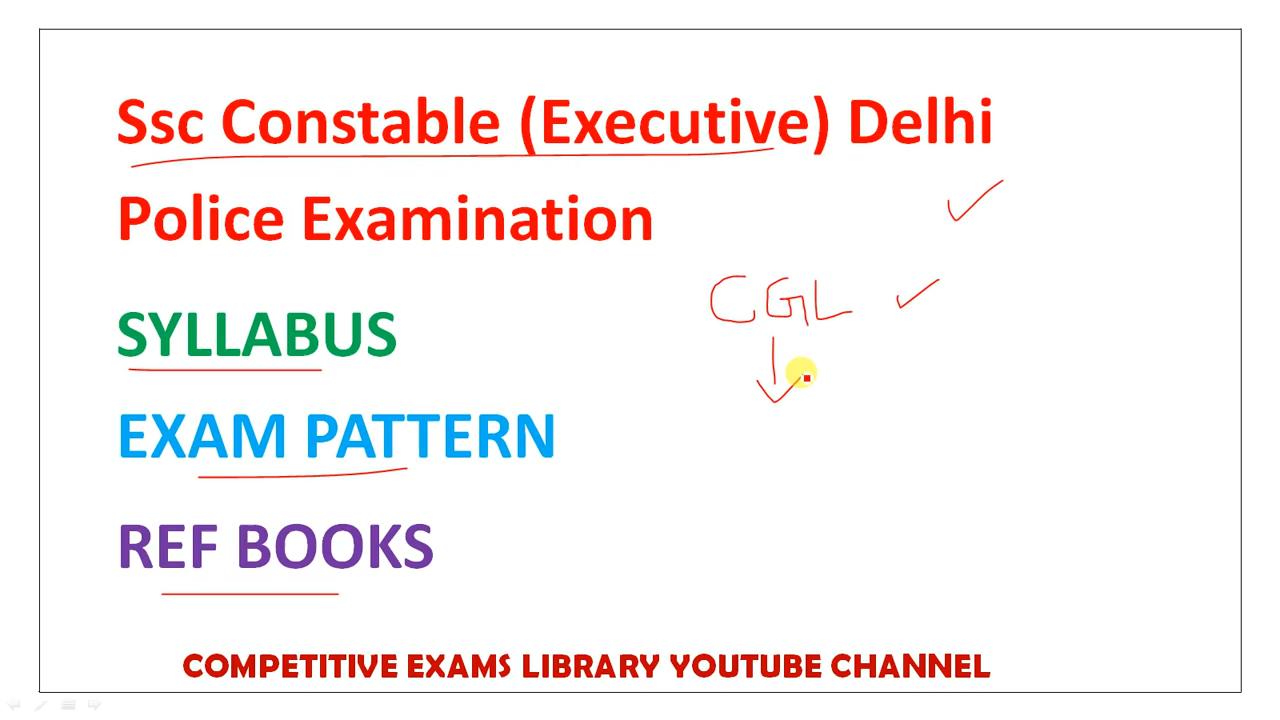 Ssc Constable (Executive) Delhi
Police Examination
CGL
SYLLABUS
EXAM PATTERN
REF BOOKS
COMPETITIVE EXAMS LIBRARY YOUTUBE CHANNEL